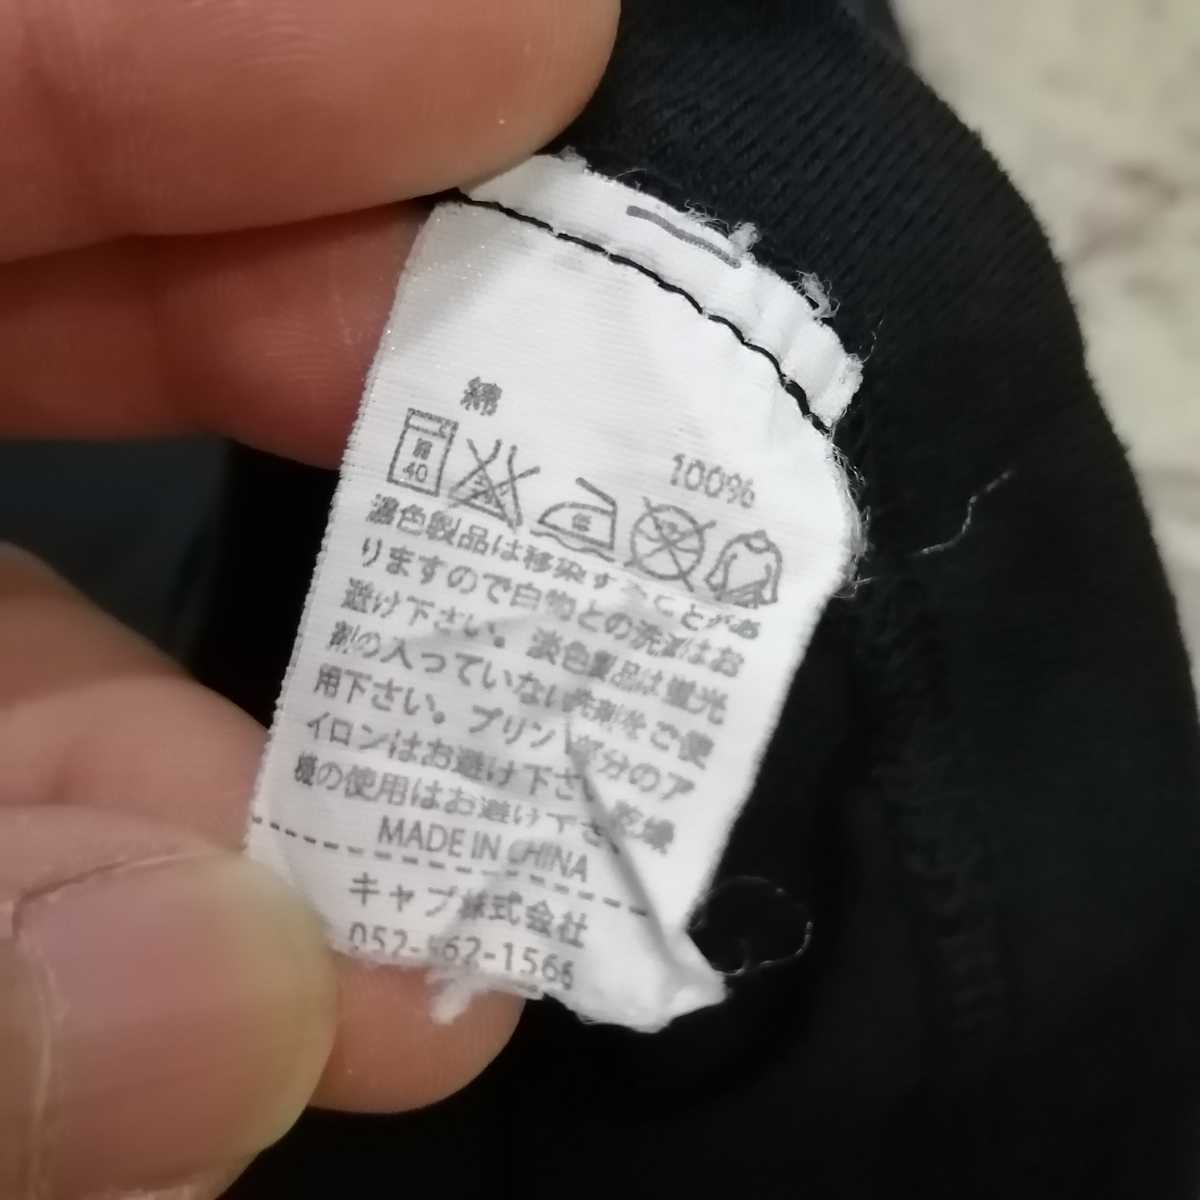 綿 100%
40
濃色製品は移染することがあ
りますので白物との洗濯はお
避け下さい。淡色製品は蛍光
剤の入っていない洗剤をご使
用下さい。プリント部分のア
イロンはお避け下さい。乾燥
機の使用はお避け下さい。
MADE IN CHINA
キャブ株式会社